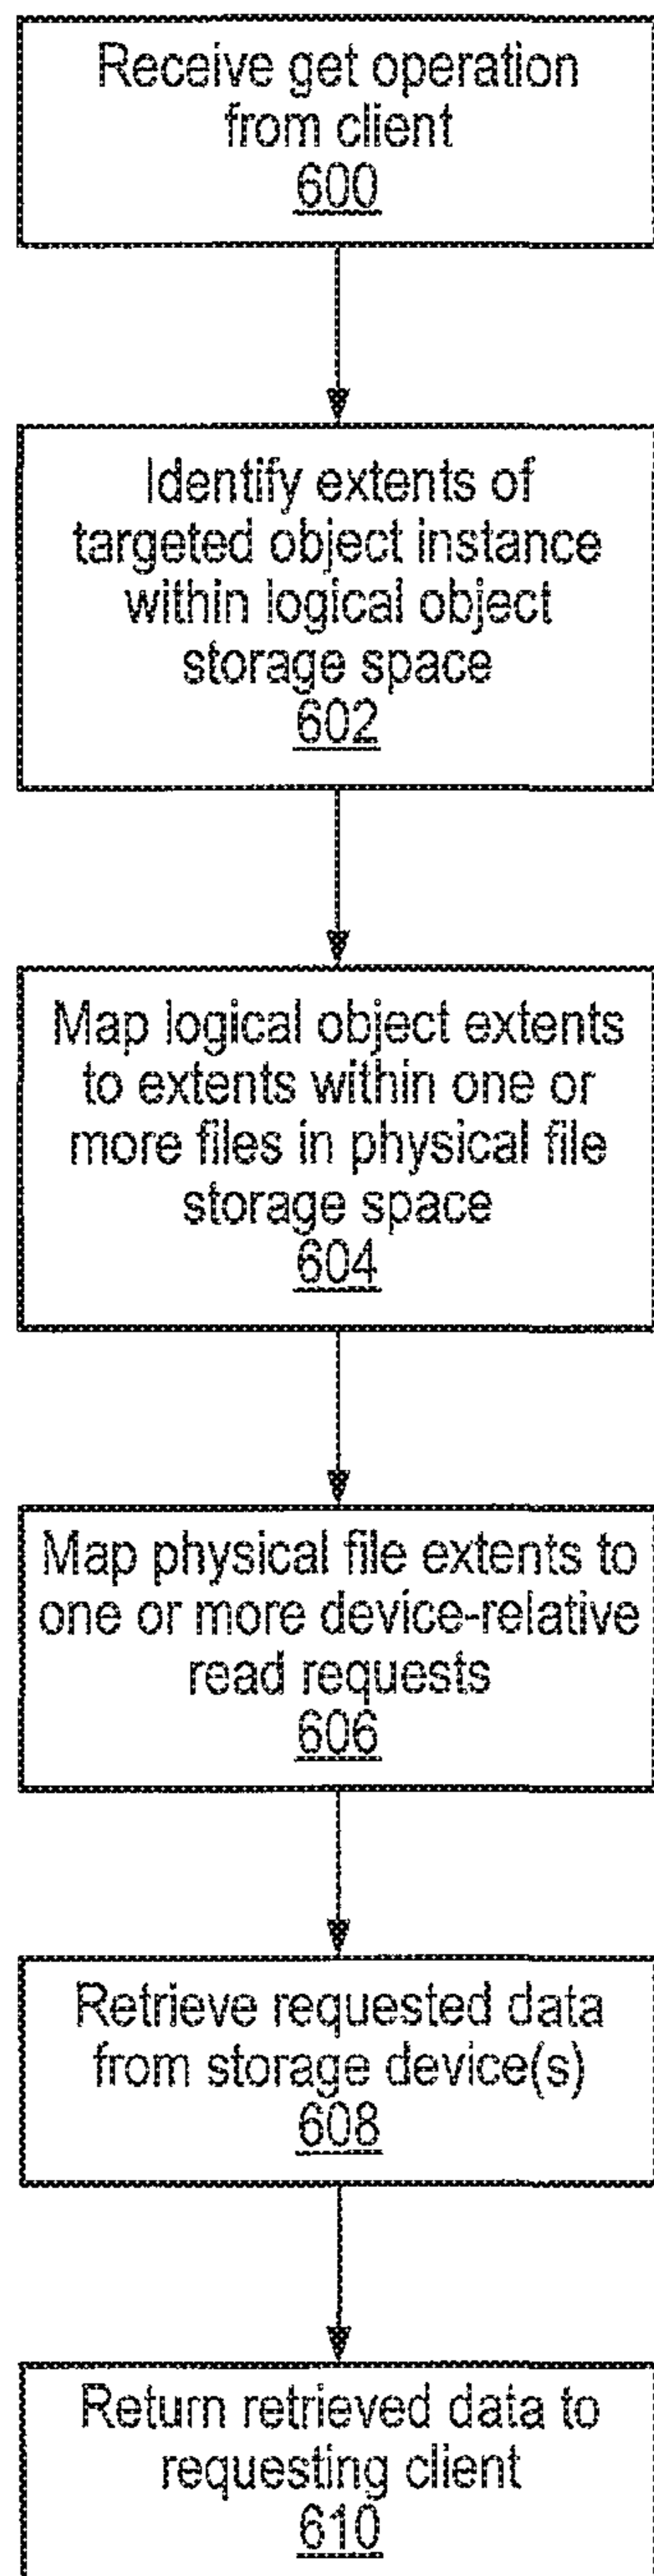 Receive get operation
from client
600
Identify extents of
targeted object instance
within logical object
storage space
602
Map logical object extents
to extents within one or
more files in physical file
storage space
604
Map physical file extents to
one or more device-relative
read requests
606
Retrieve requested data
from storage device(s)
608
Return retrieved data to
requesting client
610